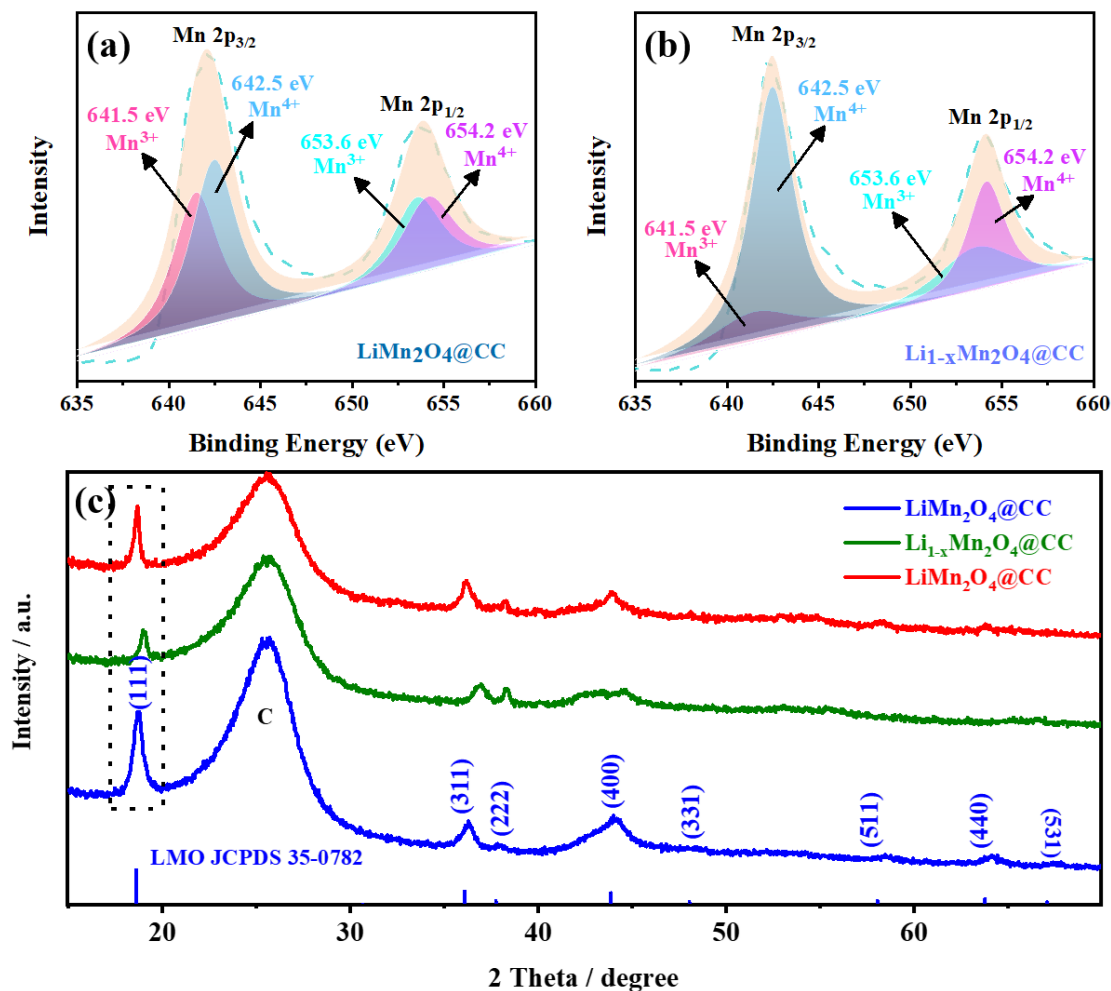 (a)
Mn 2p3/2
642.5 eV
Mn4+
641.5 eV
Mn3+
Mn 2p1/2
653.6 eV
Mn3+
654.2 eV
Mn4+
LiMn2O4@CC
Intensity
635 640 645 650 655 660
Binding Energy (eV)
(b)
Mn 2p3/2
642.5 eV
Mn4+
Mn 2p1/2
654.2 eV
Mn4+
653.6 eV
Mn3+
641.5 eV
Mn3+
Li1-xMn2O4@CC
Intensity
635 640 645 650 655 660
Binding Energy (eV)
(c)
LiMn2O4@CC
Li1-xMn2O4@CC
LiMn2O4@CC
(111)
C
(311)
(222)
(400)
(331)
(511)
(440)
(531)
LMO JCPDS 35-0782
Intensity / a.u.
20 30 40 50 60
2 Theta / degree